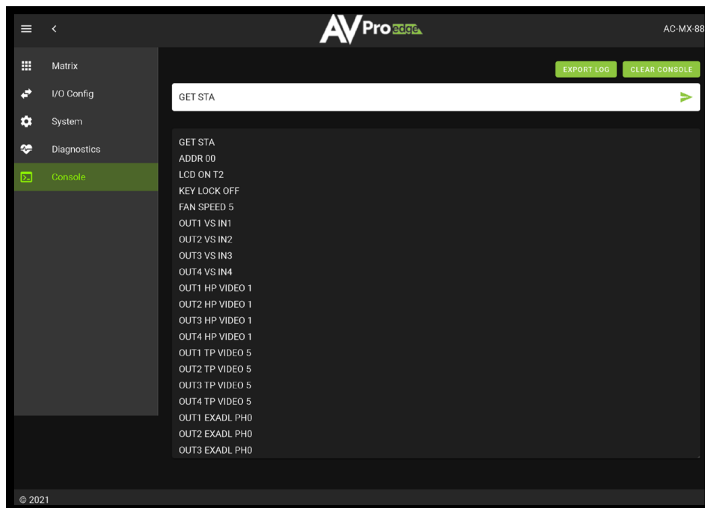 AVPro edge
AC-MX-88
Matrix
I/O Config
System
Diagnostics
Console
EXPORT LOG
CLEAR CONSOLE
GET STA
GET STA
ADDR 00
LCD ON T2
KEY LOCK OFF
FAN SPEED 5
OUT1 VS IN1
OUT2 VS IN2
OUT3 VS IN3
OUT4 VS IN4
OUT1 HP VIDEO 1
OUT2 HP VIDEO 1
OUT3 HP VIDEO 1
OUT4 HP VIDEO 1
OUT1 TP VIDEO 5
OUT2 TP VIDEO 5
OUT3 TP VIDEO 5
OUT4 TP VIDEO 5
OUT1 EXADL PH0
OUT2 EXADL PH0
OUT3 EXADL PH0
© 2021